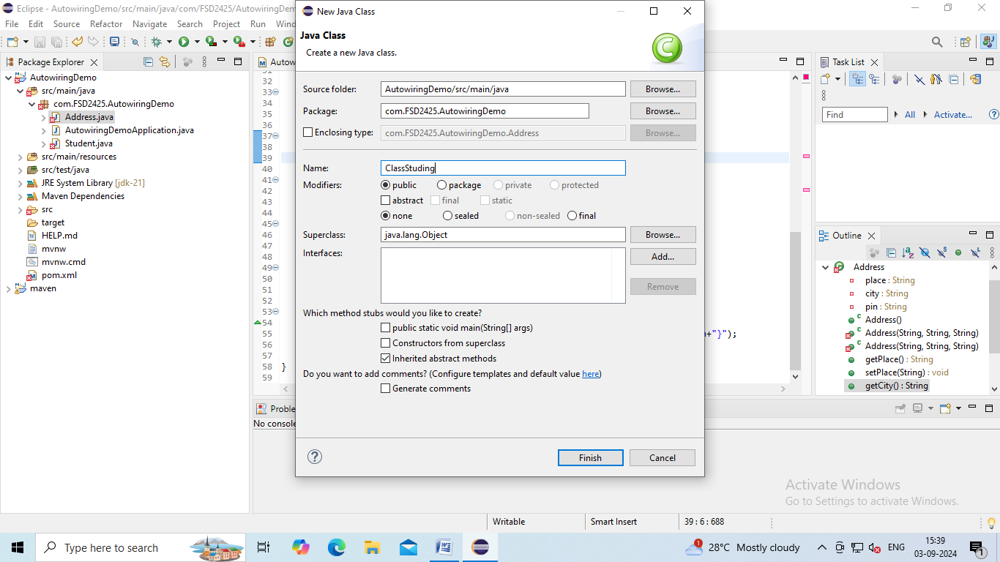 Eclipse - AutowiringDemo/src/main/java/com/FSD2425/AutowiringDem
File Edit Source Refactor Navigate Search Project Run Wind
Package Explorer
AutowiringDemo
src/main/java
com.FSD2425.AutowiringDemo
Address.java
AutowiringDemoApplication.java
Student.java
src/main/resources
src/test/java
JRE System Library [jdk-21]
Maven Dependencies
src
target
HELP.md
mvnw
mvnw.cmd
pom.xml
maven
Autow
32
33
34
35
36
37
38
39
40
41
42
43
44
45
46
47
48
49
50
51
52
53
54
55
56
57
58 }
59
+"}");
Proble
No console
New Java Class
Java Class
Create a new Java class.
Source folder: AutowiringDemo/src/main/java Browse...
Package: com.FSD2425.AutowiringDemo Browse...
Enclosing type: com.FSD2425.AutowiringDemo.Address Browse...
Name: ClassStuding
Modifiers: public package private protected
abstract final static
none sealed non-sealed final
Superclass: java.lang.Object Browse...
Interfaces: Add...
Remove
Which method stubs would you like to create?
public static void main(String[] args)
Constructors from superclass
Inherited abstract methods
Do you want to add comments? (Configure templates and default value here)
Generate comments
Finish Cancel
Task List
Find All Activate...
Outline
Address
place : String
city : String
pin : String
Address()
Address(String, String, String)
Address(String, String, String)
getPlace() : String
setPlace(String) : void
getCity() : String
Activate Windows
Go to Settings to activate Windows.
Writable Smart Insert 39 : 6 : 688
Type here to search
1 28°C Mostly cloudy ENG 15:39
03-09-2024 1